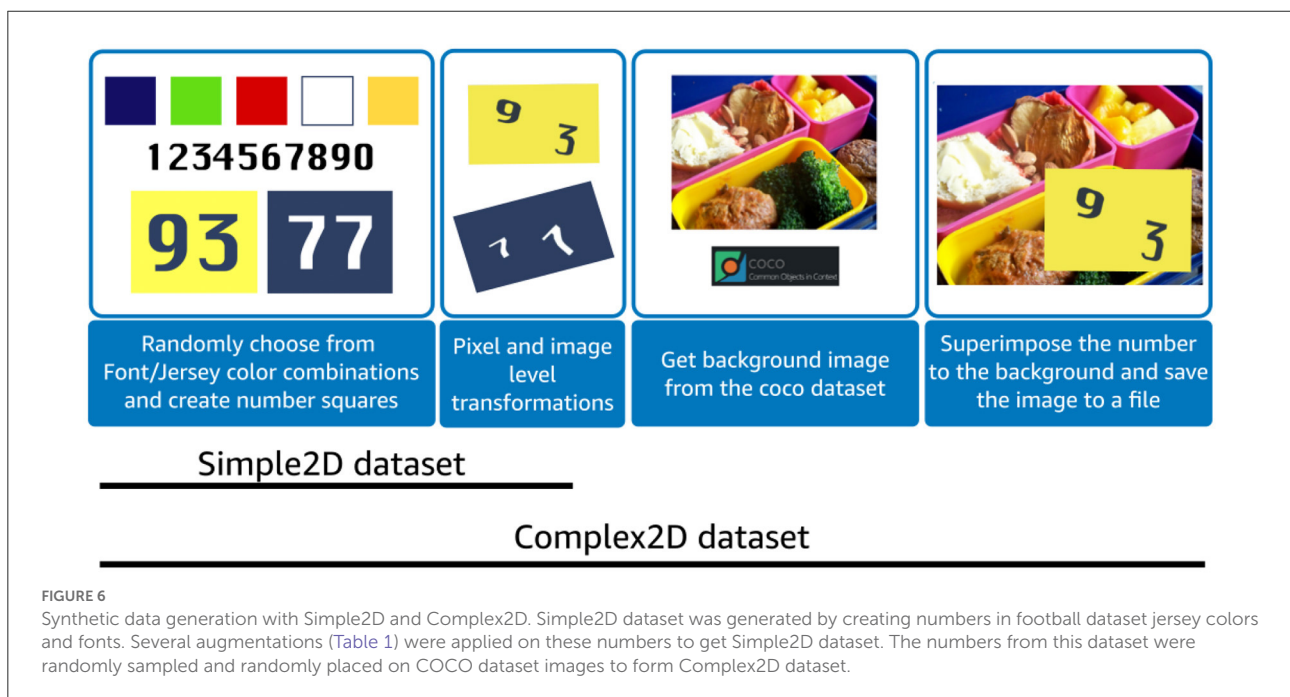 1234567890
93
77
9
3
7 7
COCO
Common Objects in Context
9
3
Randomly choose from
Font/Jersey color combinations
and create number squares
Pixel and image
level
transformations
Get background image
from the coco dataset
Superimpose the number
to the background and save
the image to a file
Simple2D dataset
Complex2D dataset
FIGURE 6
Synthetic data generation with Simple2D and Complex2D. Simple2D dataset was generated by creating numbers in football dataset jersey colors
and fonts. Several augmentations (Table 1) were applied on these numbers to get Simple2D dataset. The numbers from this dataset were
randomly sampled and randomly placed on COCO dataset images to form Complex2D dataset.